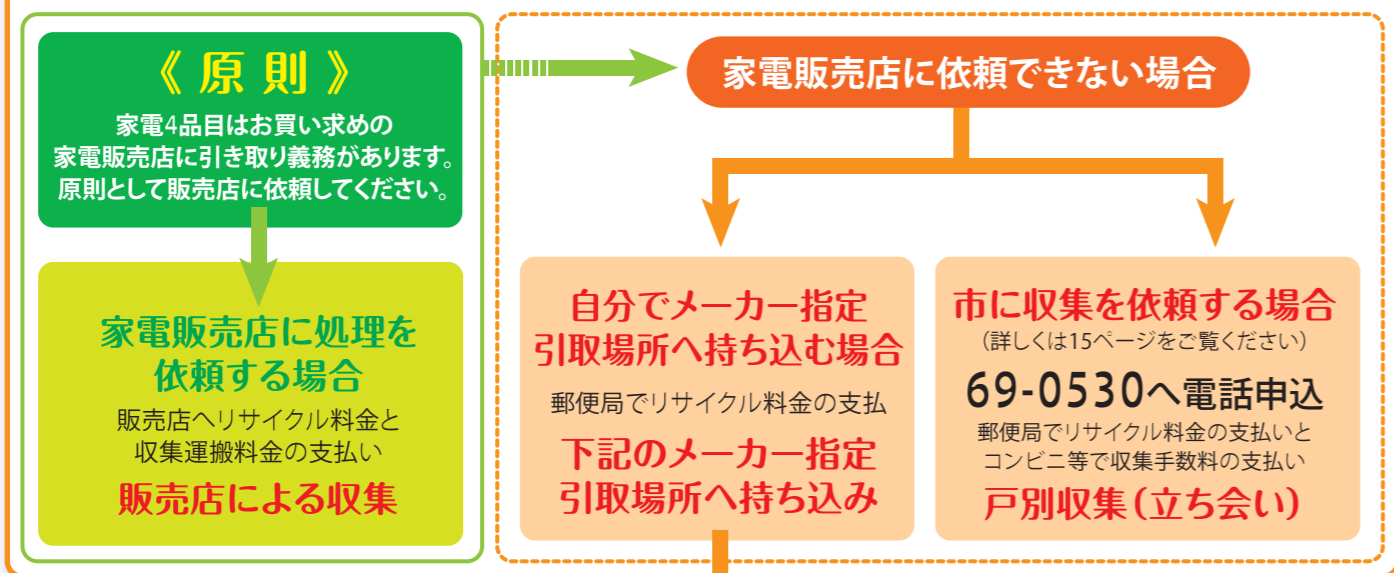 《 原 則 》
家電4品目はお買い求めの
家電販売店に引き取り義務があります。
原則として販売店に依頼してください。
家電販売店に処理を
依頼する場合
販売店へリサイクル料金と
収集運搬料金の支払い
販売店による収集
家電販売店に依頼できない場合
自分でメーカー指定
引取場所へ持ち込む場合
郵便局でリサイクル料金の支払
下記のメーカー指定
引取場所へ持ち込み
市に収集を依頼する場合
（詳しくは15ページをご覧ください）
69-0530へ電話申込
郵便局でリサイクル料金の支払いと
コンビニ等で収集手数料の支払い
戸別収集（立ち会い）